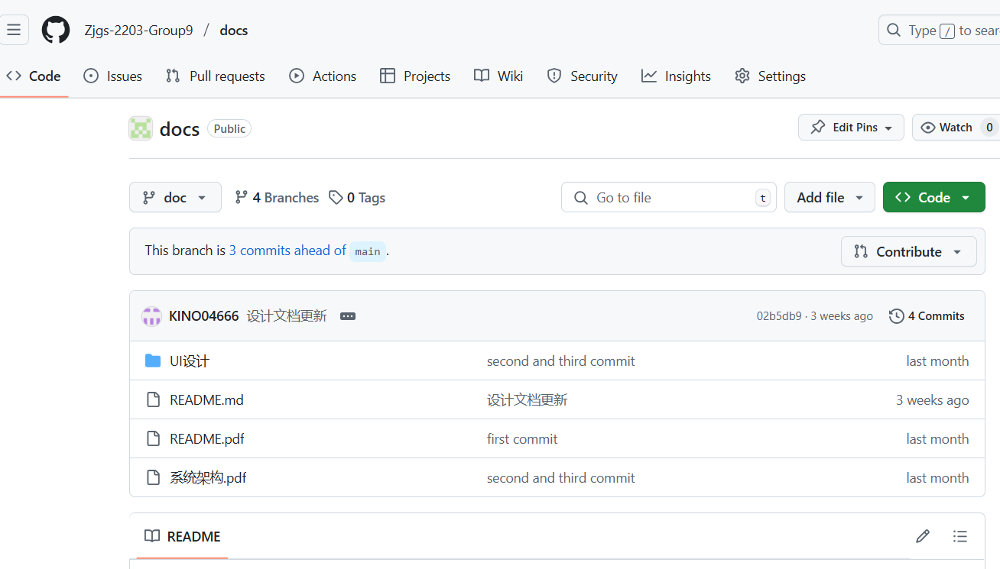 Zjgs-2203-Group9 / docs
Type / to sear
Code Issues Pull requests Actions Projects Wiki Security Insights Settings
docs Public Edit Pins Watch 0
doc 4 Branches 0 Tags Go to file t Add file Code
This branch is 3 commits ahead of main .
Contribute
KINO04666 设计文档更新 02b5db9 · 3 weeks ago 4 Commits
UI设计 second and third commit last month
README.md 设计文档更新 3 weeks ago
README.pdf first commit last month
系统架构.pdf second and third commit last month
README